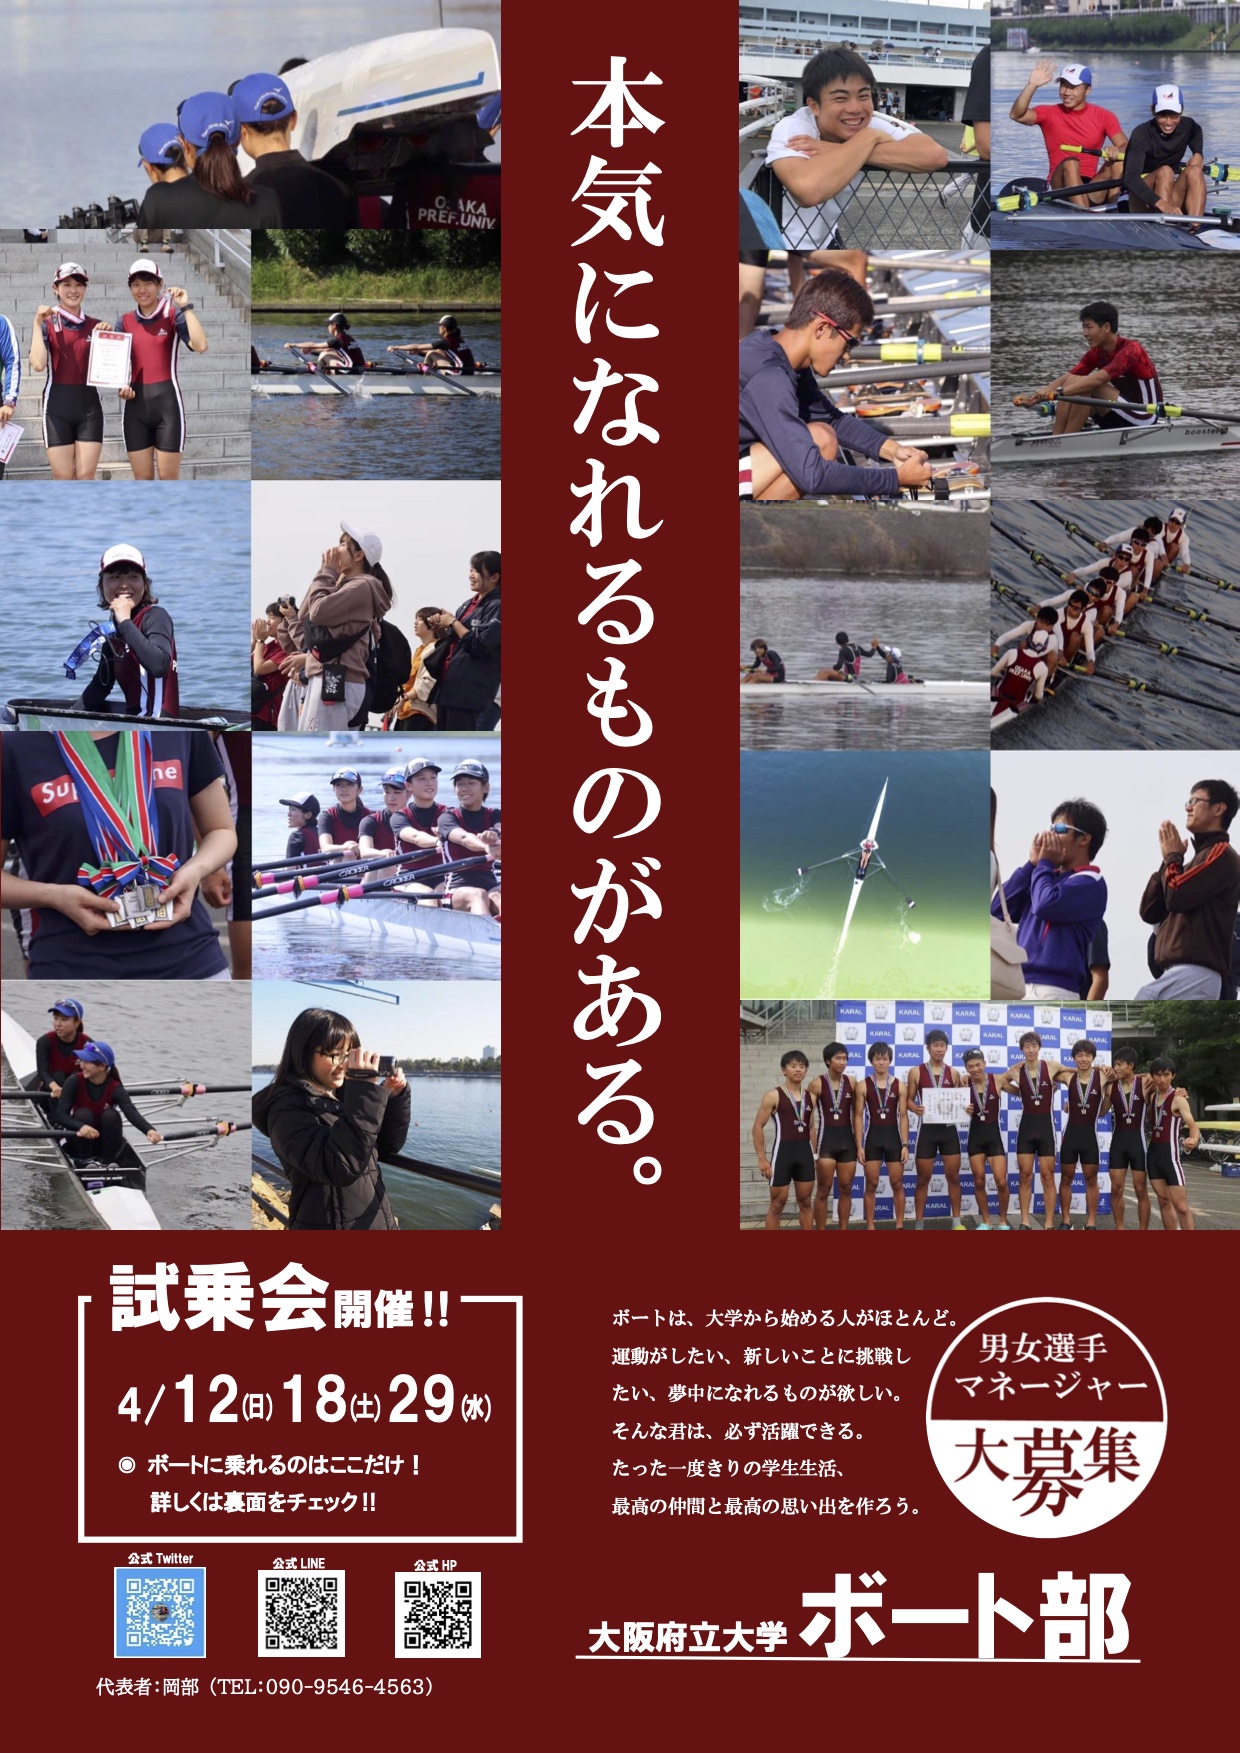 本気になれるものがある。
OSAKA
PREF.UNIV
KARAL
試乗会開催!!
4/12(日)18(土)29(水)
◉ ボートに乗れるのはここだけ!
詳しくは裏面をチェック!!
公式 Twitter
公式 LINE
公式 HP
代表者:岡部(TEL:090-9546-4563)
ボートは、大学から始める人がほとんど。
運動がしたい、新しいことに挑戦し
たい、夢中になれるものが欲しい。
そんな君は、必ず活躍できる。
たった一度きりの学生生活、
最高の仲間と最高の思い出を作ろう。
男女選手
マネージャー
大募集
大阪府立大学 ボート部